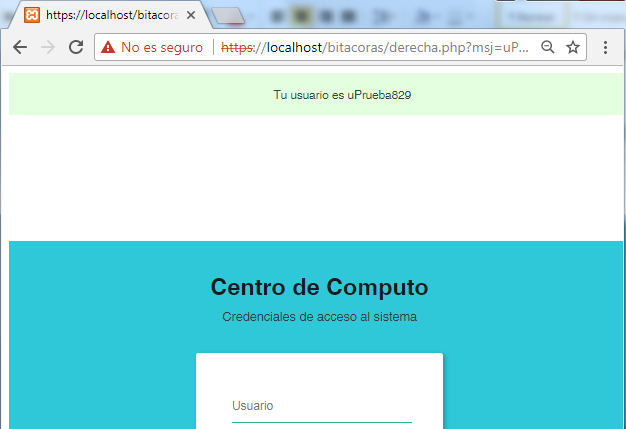 https://localhost/bitacora
No es seguro https://localhost/bitacoras/derecha.php?msj=uP...
Tu usuario es uPrueba829
Centro de Computo
Credenciales de acceso al sistema
Usuario